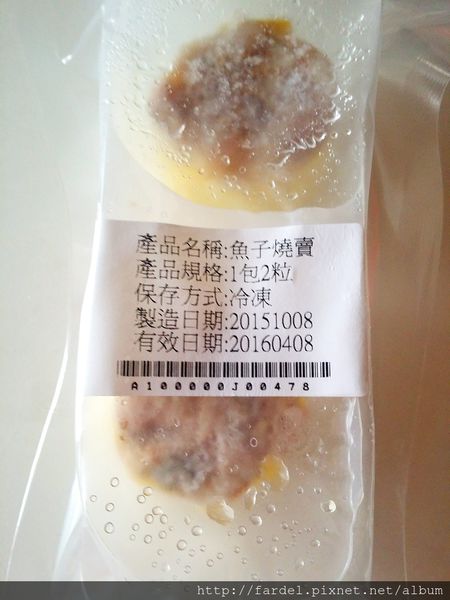 產品名稱:魚子燒賣
產品規格:1包2粒
保存方式:冷凍
製造日期:20151008
有效日期:20160408
A100000J00478
http://fardel.pixnet.net/album